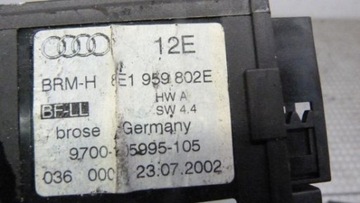 12E
BRM-H 8E1 959 802E
BF-LL HW A
SW 4.4
brose Germany
9700- 05995-105
036 000 23.07.2002